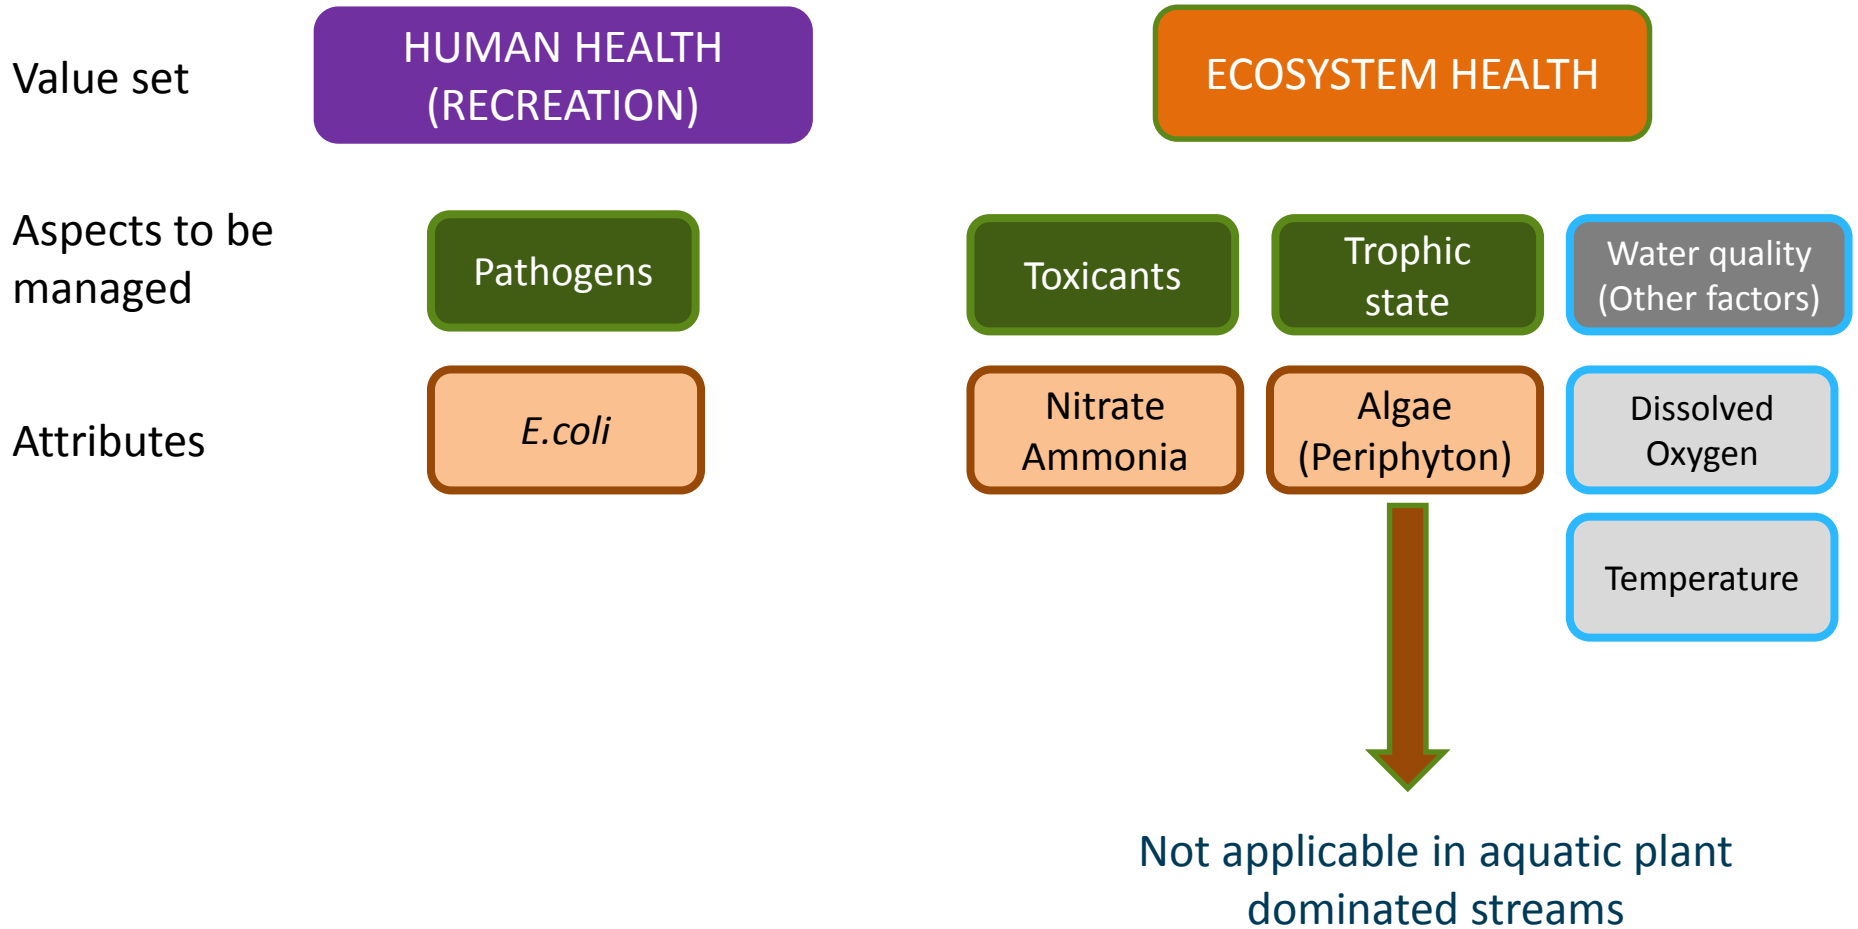 Value set
HUMAN HEALTH
(RECREATION)
ECOSYSTEM HEALTH
Aspects to be
managed
Pathogens
Toxicants
Trophic
state
Water quality
(Other factors)
Attributes
E.coli
Nitrate
Ammonia
Algae
(Periphyton)
Dissolved
Oxygen
Temperature
Not applicable in aquatic plant
dominated streams